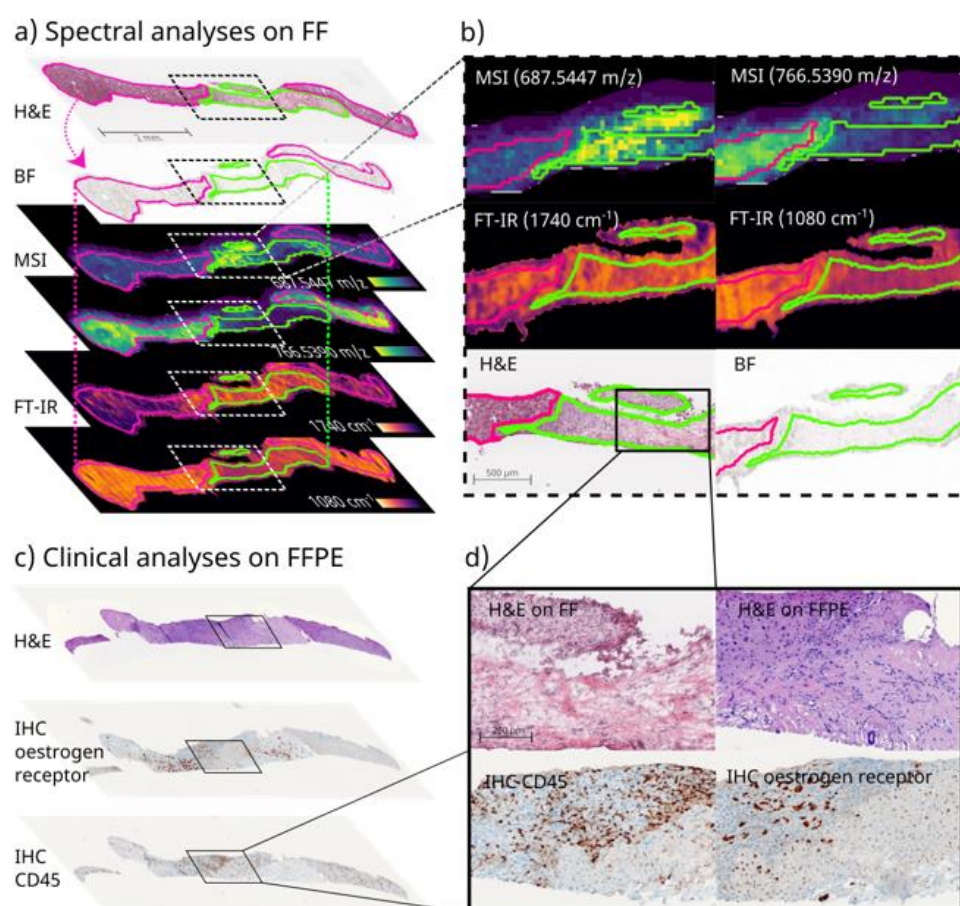 a) Spectral analyses on FF
H&E
2 mm
BF
MSI
687.5447 m/z
766.5390 m/z
FT-IR
1740 cm⁻¹
1080 cm⁻¹
b)
MSI (687.5447 m/z)
MSI (766.5390 m/z)
FT-IR (1740 cm⁻¹)
FT-IR (1080 cm⁻¹)
H&E
BF
500 µm
c) Clinical analyses on FFPE
H&E
IHC
oestrogen
receptor
IHC
CD45
d)
H&E on FF
H&E on FFPE
250 µm
IHC-CD45
IHC oestrogen receptor